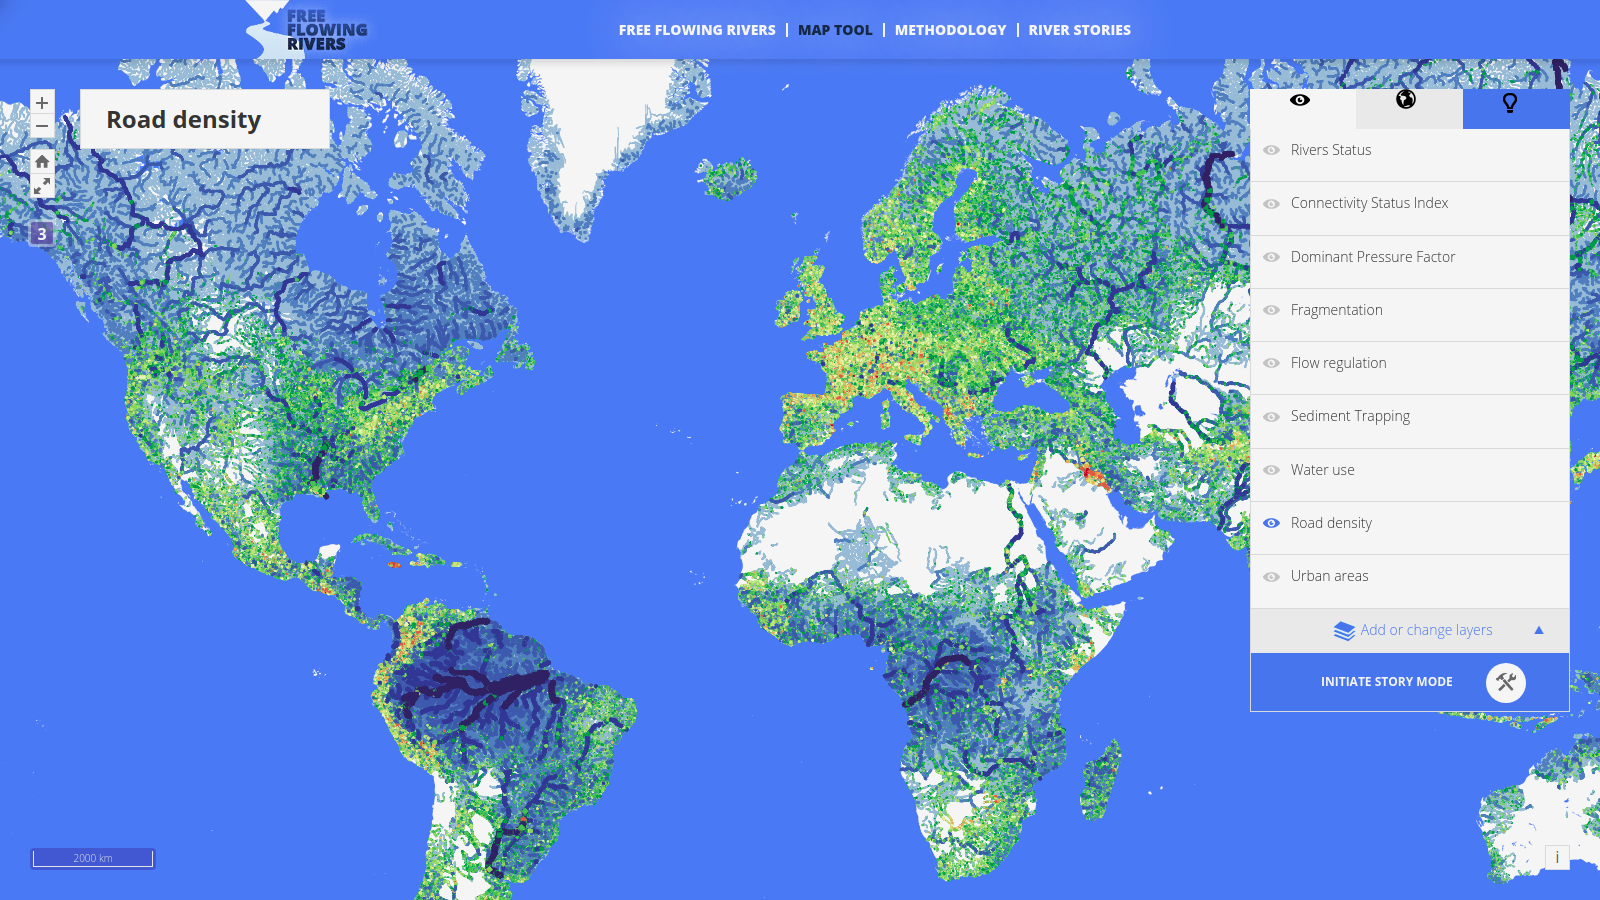 FREE
FLOWING
RIVERS
FREE FLOWING RIVERS
MAP TOOL
METHODOLOGY
RIVER STORIES
+
−
Road density
3
Rivers Status
Connectivity Status Index
Dominant Pressure Factor
Fragmentation
Flow regulation
Sediment Trapping
Water use
Road density
Urban areas
Add or change layers
INITIATE STORY MODE
2000 km
i